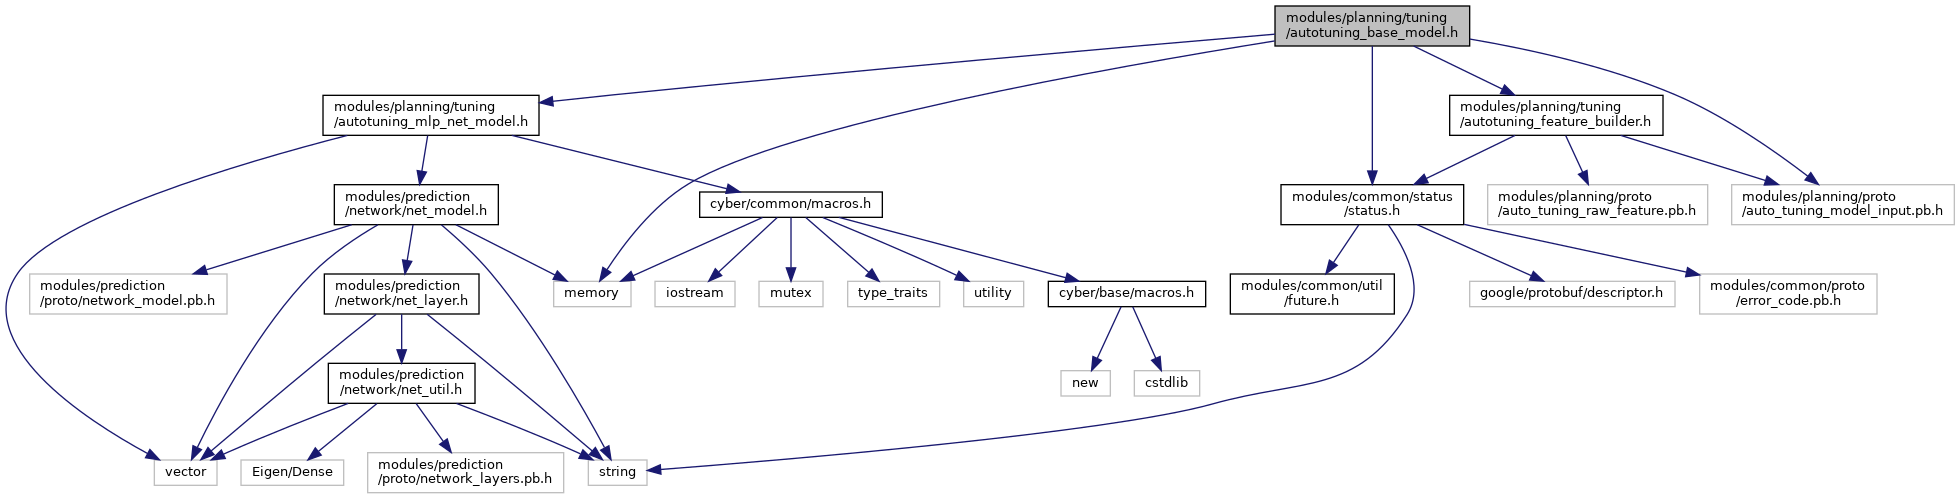 modules/planning/tuning
/autotuning_base_model.h
modules/planning/tuning
/autotuning_mlp_net_model.h
modules/planning/tuning
/autotuning_feature_builder.h
modules/prediction
/network/net_model.h
cyber/common/macros.h
modules/common/status
/status.h
modules/planning/proto
/auto_tuning_raw_feature.pb.h
modules/planning/proto
/auto_tuning_model_input.pb.h
modules/prediction
/proto/network_model.pb.h
modules/prediction
/network/net_layer.h
memory
iostream
mutex
type_traits
utility
cyber/base/macros.h
modules/common/util
/future.h
google/protobuf/descriptor.h
modules/common/proto
/error_code.pb.h
modules/prediction
/network/net_util.h
new
cstdlib
vector
Eigen/Dense
modules/prediction
/proto/network_layers.pb.h
string